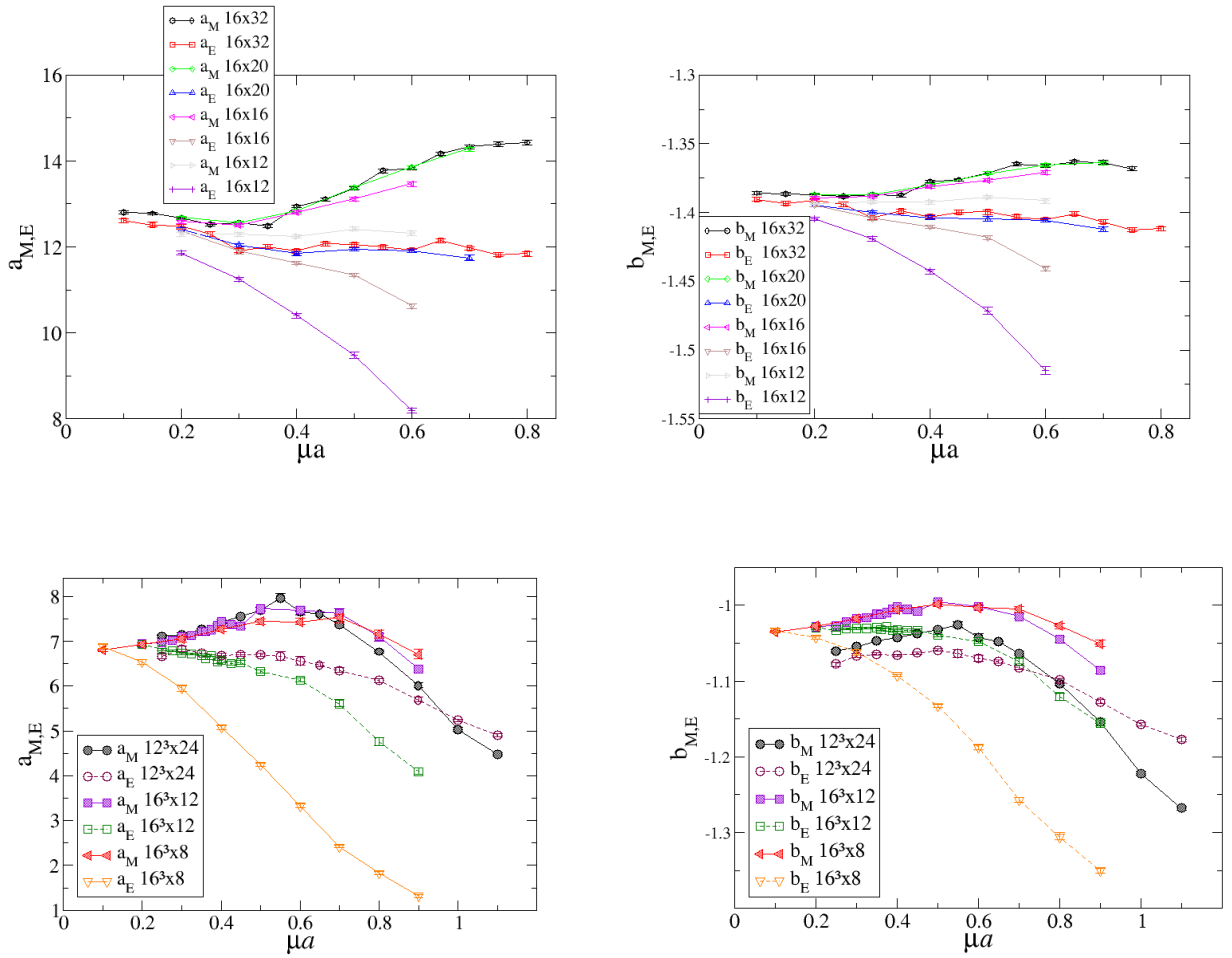 a_M 16x32
a_E 16x32
a_M 16x20
a_E 16x20
a_M 16x16
a_E 16x16
a_M 16x12
a_E 16x12
16
14
12
10
8
a_M,E
0 0.2 0.4 0.6 0.8
μa
-1.3
-1.35
-1.4
-1.45
-1.5
-1.55
b_M,E
b_M 16x32
b_E 16x32
b_M 16x20
b_E 16x20
b_M 16x16
b_E 16x16
b_M 16x12
b_E 16x12
0 0.2 0.4 0.6 0.8
μa
8
7
6
5
4
3
2
1
a_M,E
a_M 12³x24
a_E 12³x24
a_M 16³x12
a_E 16³x12
a_M 16³x8
a_E 16³x8
0 0.2 0.4 0.6 0.8 1
μa
-1
-1.1
-1.2
-1.3
b_M,E
b_M 12³x24
b_E 12³x24
b_M 16³x12
b_E 16³x12
b_M 16³x8
b_E 16³x8
0 0.2 0.4 0.6 0.8 1
μa